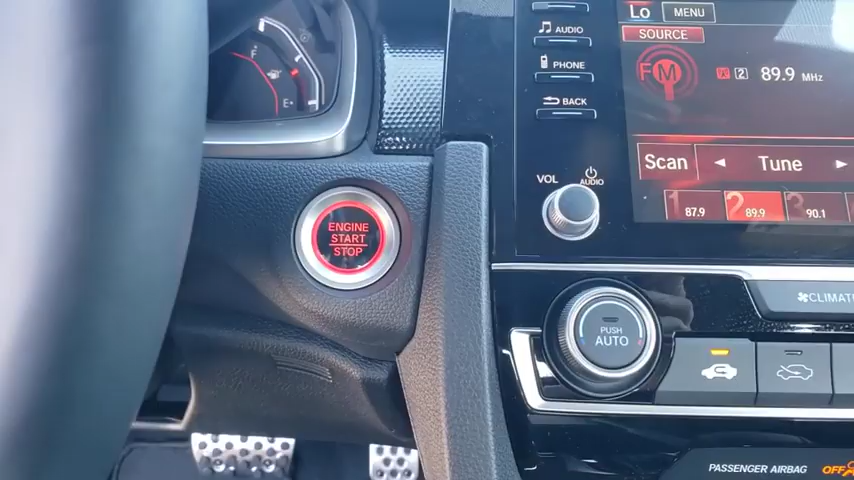 F
E
ENGINE
START
STOP
AUDIO
PHONE
BACK
VOL
AUDIO
Lo
MENU
SOURCE
FM
2
89.9 MHz
Scan
Tune
1 87.9
2 89.9
3 90.1
CLIMATE
PUSH
AUTO
PASSENGER AIRBAG
OFF